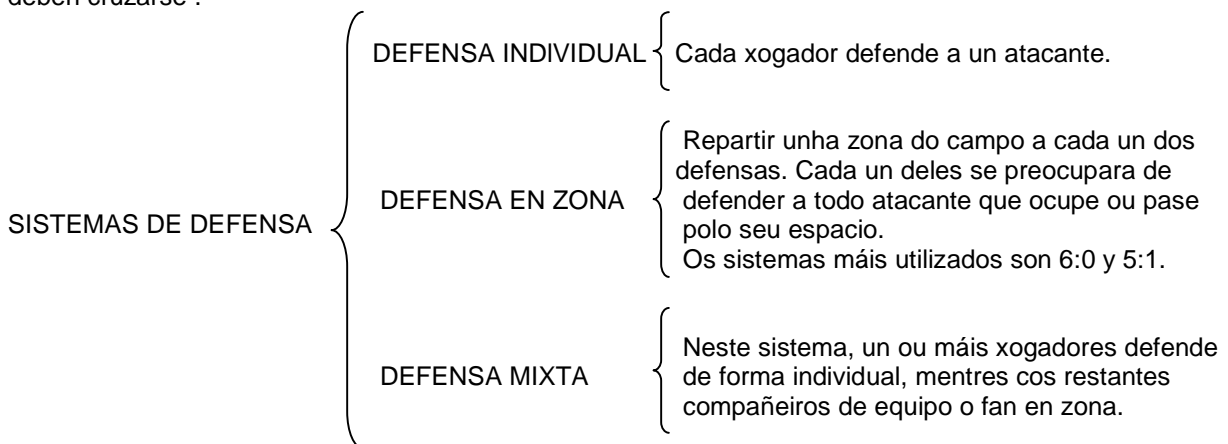 deben cruzarse .
DEFENSA INDIVIDUAL
Cada xogador defende a un atacante.
SISTEMAS DE DEFENSA
DEFENSA EN ZONA
Repartir unha zona do campo a cada un dos
defensas. Cada un deles se preocupara de
defender a todo atacante que ocupe ou pase
polo seu espacio.
Os sistemas máis utilizados son 6:0 y 5:1.
DEFENSA MIXTA
Neste sistema, un ou máis xogadores defende
de forma individual, mentres cos restantes
compañeiros de equipo o fan en zona.